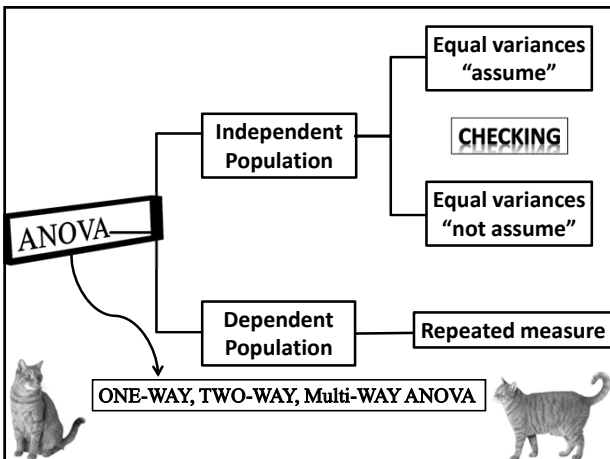 Equal variances
“assume”
Independent
Population
CHECKING
Equal variances
“not assume”
ANOVA
Dependent
Population
Repeated measure
ONE-WAY, TWO-WAY, Multi-WAY ANOVA